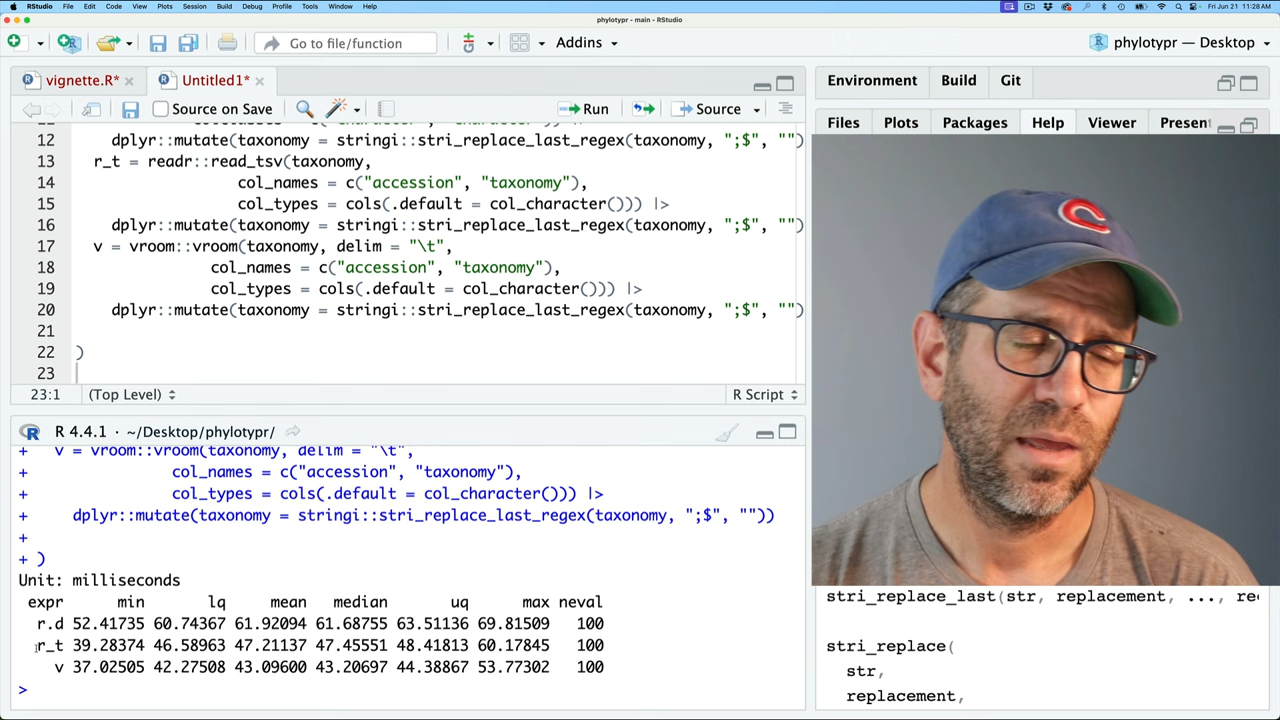 RStudio File Edit Code View Plots Session Build Debug Profile Tools Window Help Fri Jun 21 11:28 AM
phylotypr - main - RStudio
Go to file/function Addins phylotypr — Desktop
vignette.R* Untitled1*
Source on Save Run Source
12 dplyr::mutate(taxonomy = stringi::stri_replace_last_regex(taxonomy, ";$", "")
13 r_t = readr::read_tsv(taxonomy,
14 col_names = c("accession", "taxonomy"),
15 col_types = cols(.default = col_character())) |>
16 dplyr::mutate(taxonomy = stringi::stri_replace_last_regex(taxonomy, ";$", "")
17 v = vroom::vroom(taxonomy, delim = "\t",
18 col_names = c("accession", "taxonomy"),
19 col_types = cols(.default = col_character())) |>
20 dplyr::mutate(taxonomy = stringi::stri_replace_last_regex(taxonomy, ";$", "")
21
22 )
23
23:1 (Top Level) R Script
R 4.4.1 · ~/Desktop/phylotypr/
+ v = vroom::vroom(taxonomy, delim = "\t",
+ col_names = c("accession", "taxonomy"),
+ col_types = cols(.default = col_character())) |>
+ dplyr::mutate(taxonomy = stringi::stri_replace_last_regex(taxonomy, ";$", ""))
+
+ )
Unit: milliseconds
expr min lq mean median uq max neval
r.d 52.41735 60.74367 61.92094 61.68755 63.51136 69.81509 100
r_t 39.28374 46.58963 47.21137 47.45551 48.41813 60.17845 100
v 37.02505 42.27508 43.09600 43.20697 44.38867 53.77302 100
>
Environment Build Git
Files Plots Packages Help Viewer Present
stri_replace_last(str, replacement, ..., re
stri_replace(
str,
replacement,